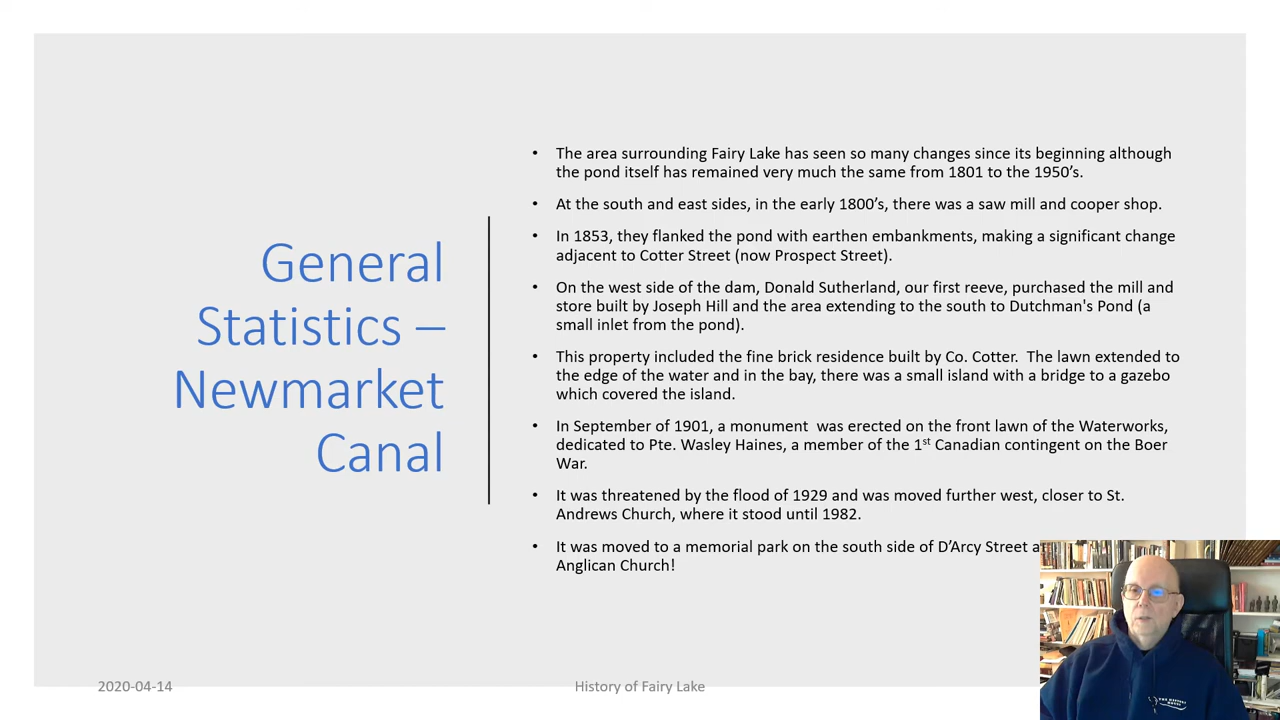 General
Statistics –
Newmarket
Canal
• The area surrounding Fairy Lake has seen so many changes since its beginning although
the pond itself has remained very much the same from 1801 to the 1950’s.
• At the south and east sides, in the early 1800’s, there was a saw mill and cooper shop.
• In 1853, they flanked the pond with earthen embankments, making a significant change
adjacent to Cotter Street (now Prospect Street).
• On the west side of the dam, Donald Sutherland, our first reeve, purchased the mill and
store built by Joseph Hill and the area extending to the south to Dutchman's Pond (a
small inlet from the pond).
• This property included the fine brick residence built by Co. Cotter. The lawn extended to
the edge of the water and in the bay, there was a small island with a bridge to a gazebo
which covered the island.
• In September of 1901, a monument was erected on the front lawn of the Waterworks,
dedicated to Pte. Wasley Haines, a member of the 1st Canadian contingent on the Boer
War.
• It was threatened by the flood of 1929 and was moved further west, closer to St.
Andrews Church, where it stood until 1982.
• It was moved to a memorial park on the south side of D’Arcy Street
Anglican Church!
2020-04-14
History of Fairy Lake